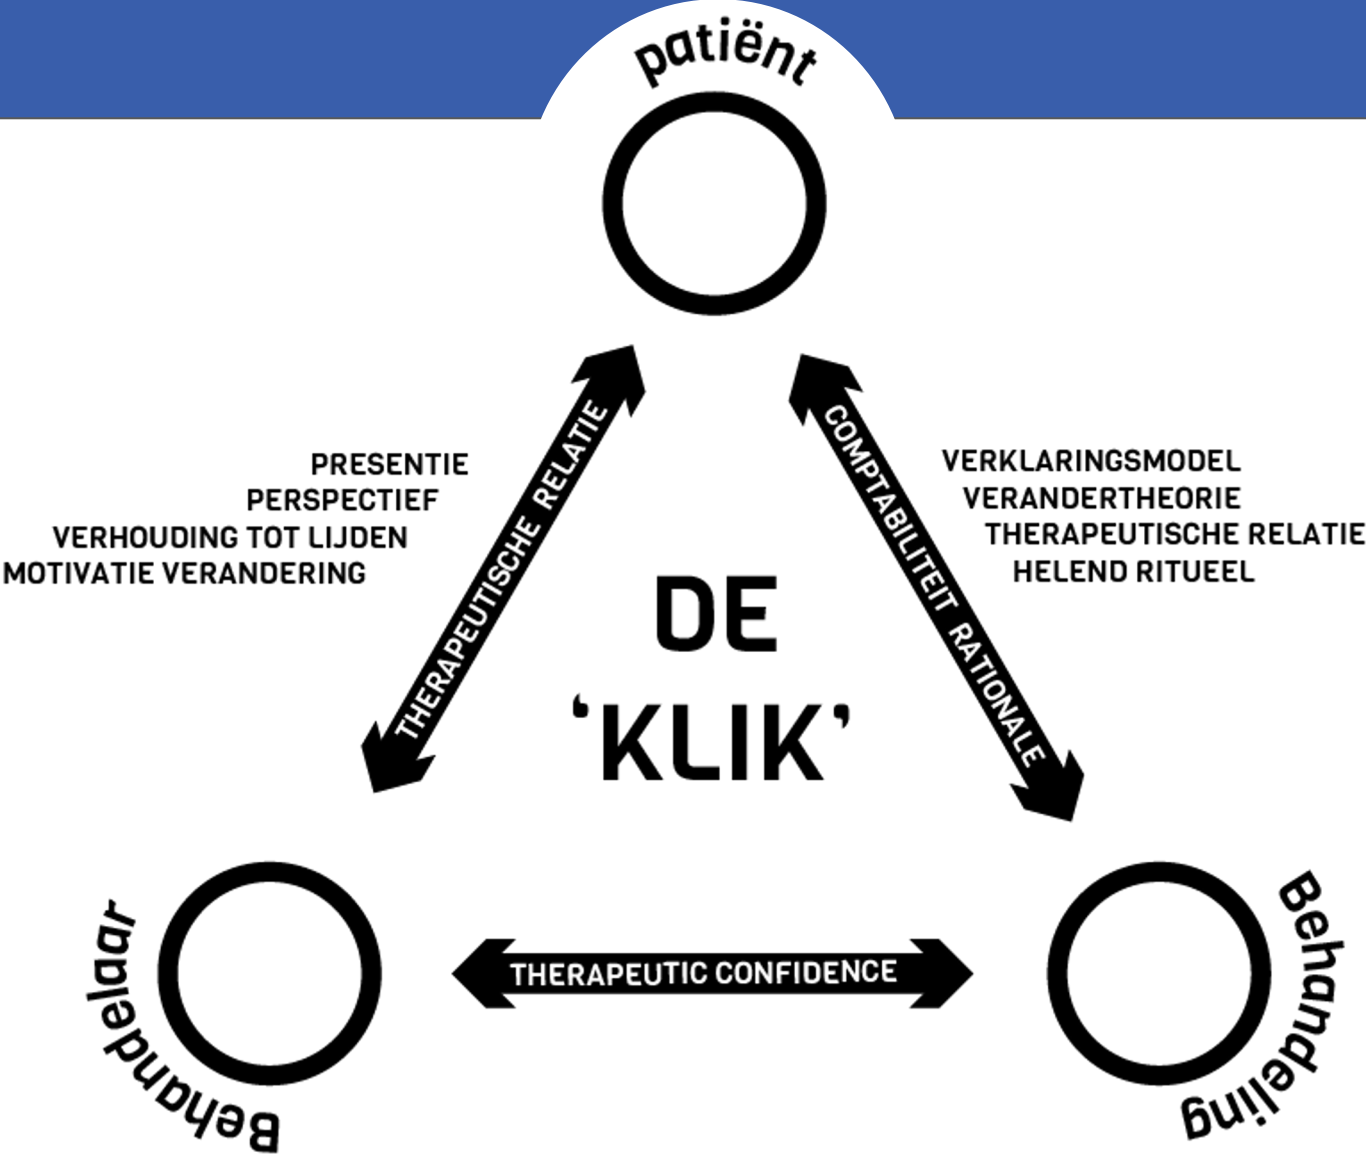 patiënt
THERAPEUTISCHE RELATIE
COMPTABILITEIT RATIONALE
PRESENTIE
PERSPECTIEF
VERHOUDING TOT LIJDEN
MOTIVATIE VERANDERING
VERKLARINGSMODEL
VERANDERTHEORIE
THERAPEUTISCHE RELATIE
HELEND RITUEEL
DE
‘KLIK’
Behandelaar
THERAPEUTIC CONFIDENCE
Behandeling